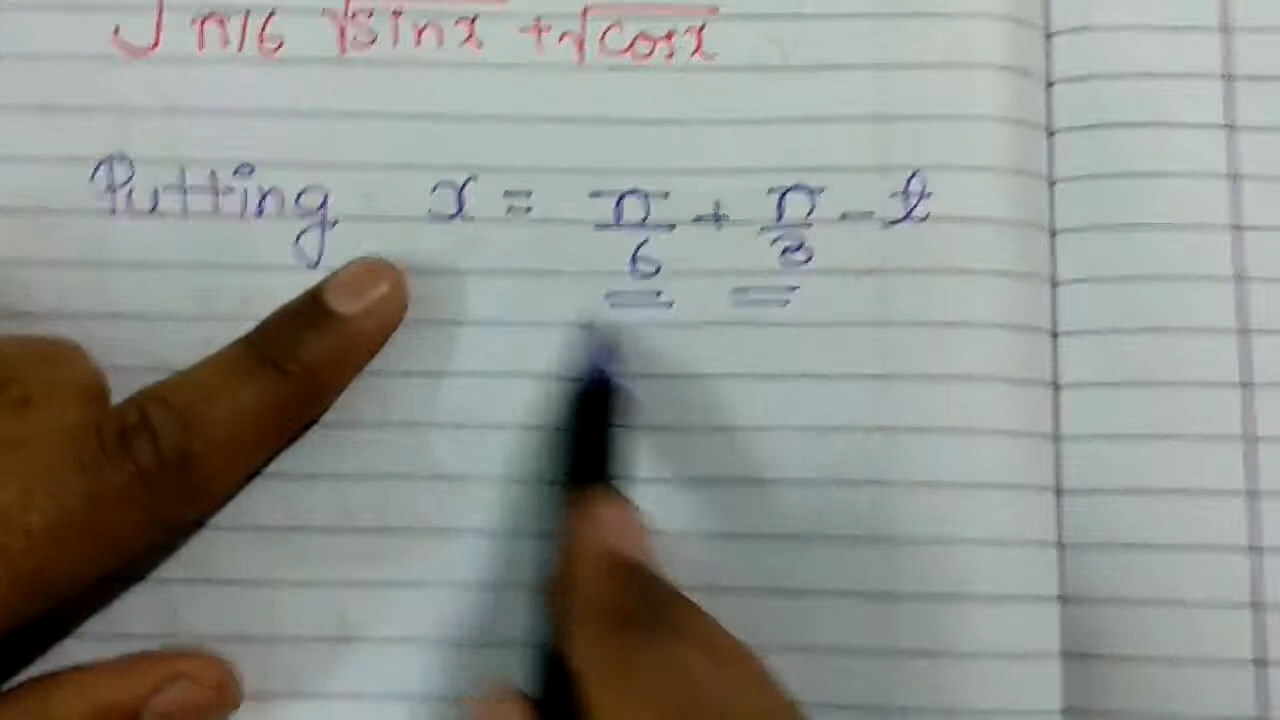 ∫ π/6 √sinx + √cosx
Putting x = π/6 + π/3 - t